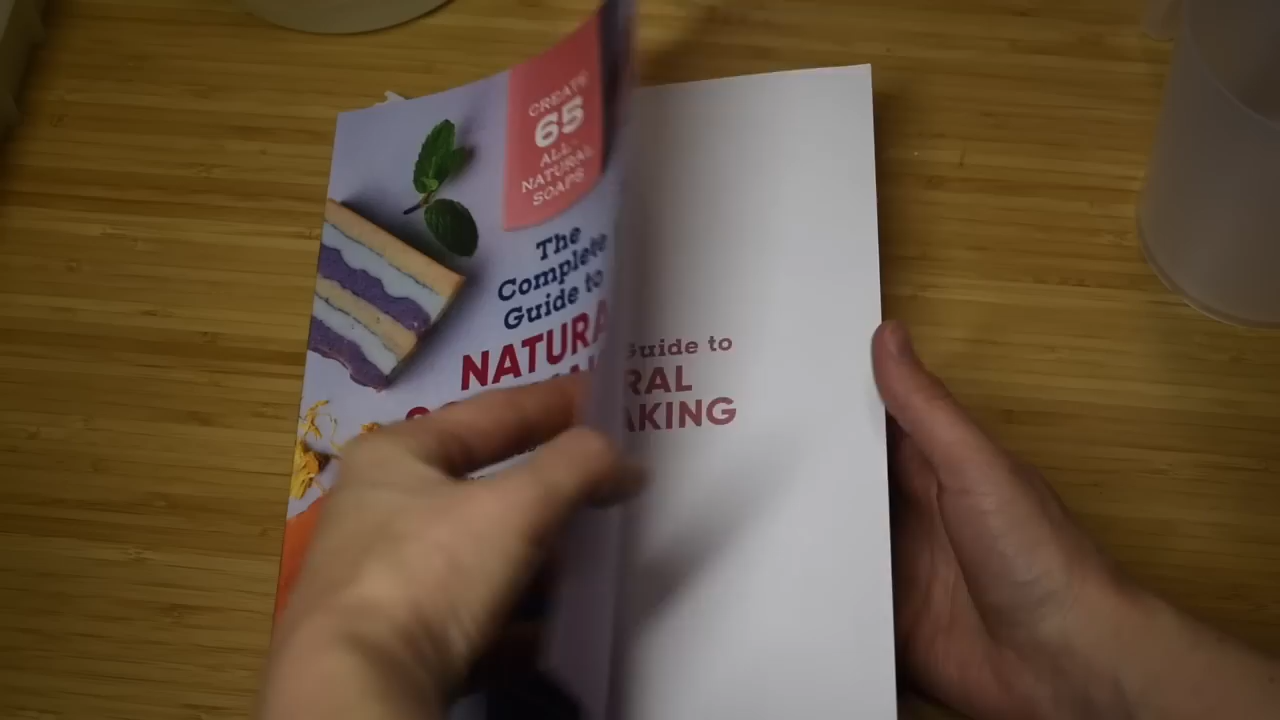 CREATE
65
ALL
NATURAL
SOAPS
The
Complete
Guide to
NATURA
Guide to
RAL
AKING